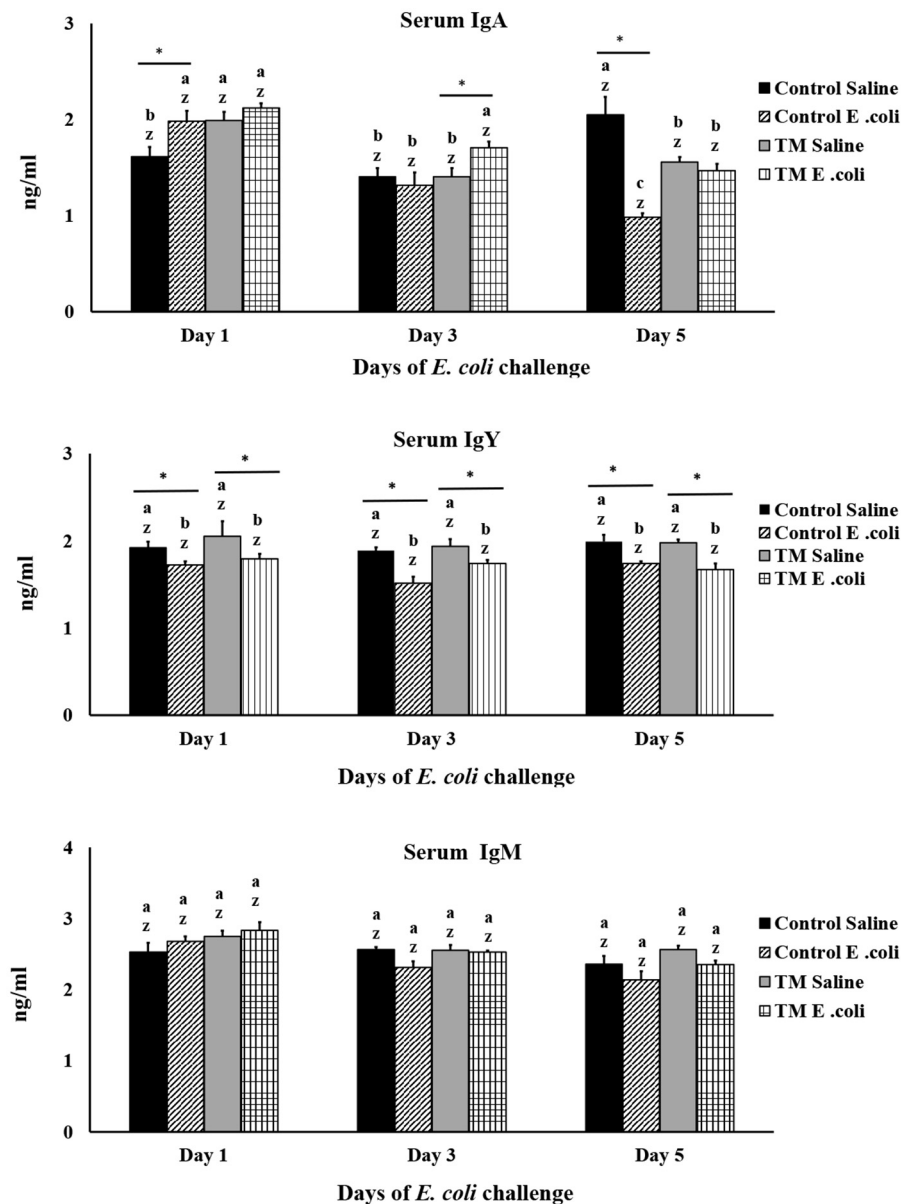 Serum IgA
3
2
1
0
ng/ml
*
*
*
b
z
a
z
a
z
a
z
b
z
b
z
b
z
a
z
a
z
c
z
b
z
b
z
Control Saline
Control E .coli
TM Saline
TM E .coli
Day 1
Day 3
Day 5
Days of E. coli challenge
Serum IgY
3
2
1
0
ng/ml
*
*
*
*
*
*
a
z
b
z
a
z
b
z
a
z
b
z
a
z
b
z
a
z
b
z
a
z
b
z
Control Saline
Control E .coli
TM Saline
TM E .coli
Day 1
Day 3
Day 5
Days of E. coli challenge
Serum IgM
4
3
2
1
0
ng/ml
a
z
a
z
a
z
a
z
a
z
a
z
a
z
a
z
a
z
a
z
a
z
a
z
Control Saline
Control E .coli
TM Saline
TM E .coli
Day 1
Day 3
Day 5
Days of E. coli challenge